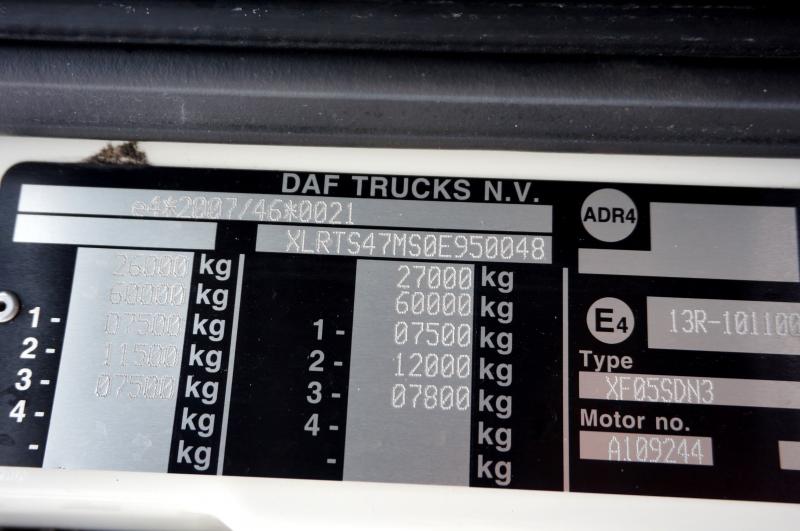 DAF TRUCKS N.V.
e4*2007/46*0021
XLRTS47MS0E950048
26000 kg
60000 kg
1- 07500 kg
2- 11500 kg
3- 07500 kg
4- kg
- kg
27000 kg
60000 kg
1- 07500 kg
2- 12000 kg
3- 07800 kg
4- kg
- kg
ADR4
E4 13R-101100
Type
XF05SDN3
Motor no.
A109244